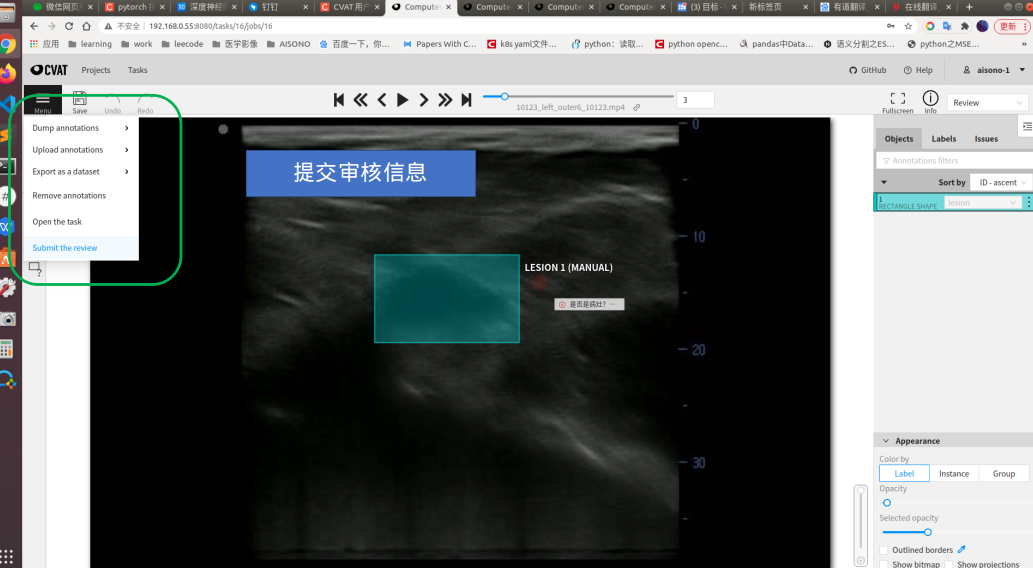 微信网页 pytorch 深度神经 钉钉 CVAT 用户 Compute Compute Compute Compute (3) 目标 新标签页 有道翻译 在线翻译
不安全 192.168.0.55:8080/tasks/16/jobs/16 更新
应用 learning work leecode 医学影像 AISONO 百度一下，你… Papers With C… k8s yaml文件… python：读取… python openc… pandas中Data… 语义分割之ES… python之MSE…
CVAT Projects Tasks GitHub Help aisono-1
Menu Save Undo Redo 10123_left_outer6_10123.mp4 3 Fullscreen Info Review
Dump annotations
Upload annotations
Export as a dataset
Remove annotations
Open the task
Submit the review
提交审核信息
LESION 1 (MANUAL)
是否是病灶? …
0
10
20
30
Objects Labels Issues
Annotations filters
Sort by ID - ascent
1
RECTANGLE SHAPE lesion
Appearance
Color by
Label Instance Group
Opacity
Selected opacity
Outlined borders
Show bitmap Show projections